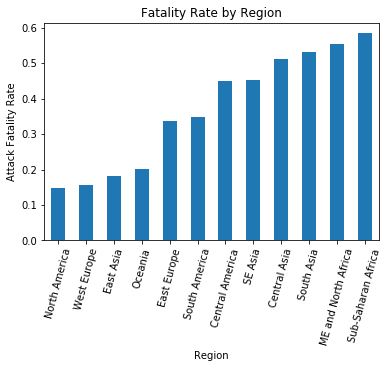 Fatality Rate by Region
Attack Fatality Rate
0.6
0.5
0.4
0.3
0.2
0.1
0.0
North America
West Europe
East Asia
Oceania
East Europe
South America
Central America
SE Asia
Central Asia
South Asia
ME and North Africa
Sub-Saharan Africa
Region